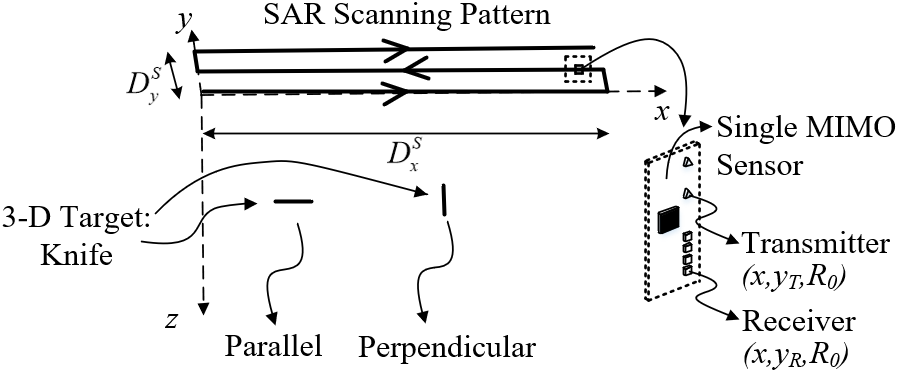 SAR Scanning Pattern
y
D_y^S
x
D_x^S
Single MIMO
Sensor
3-D Target:
Knife
Transmitter
(x,y_T,R_0)
z
Parallel
Perpendicular
Receiver
(x,y_R,R_0)